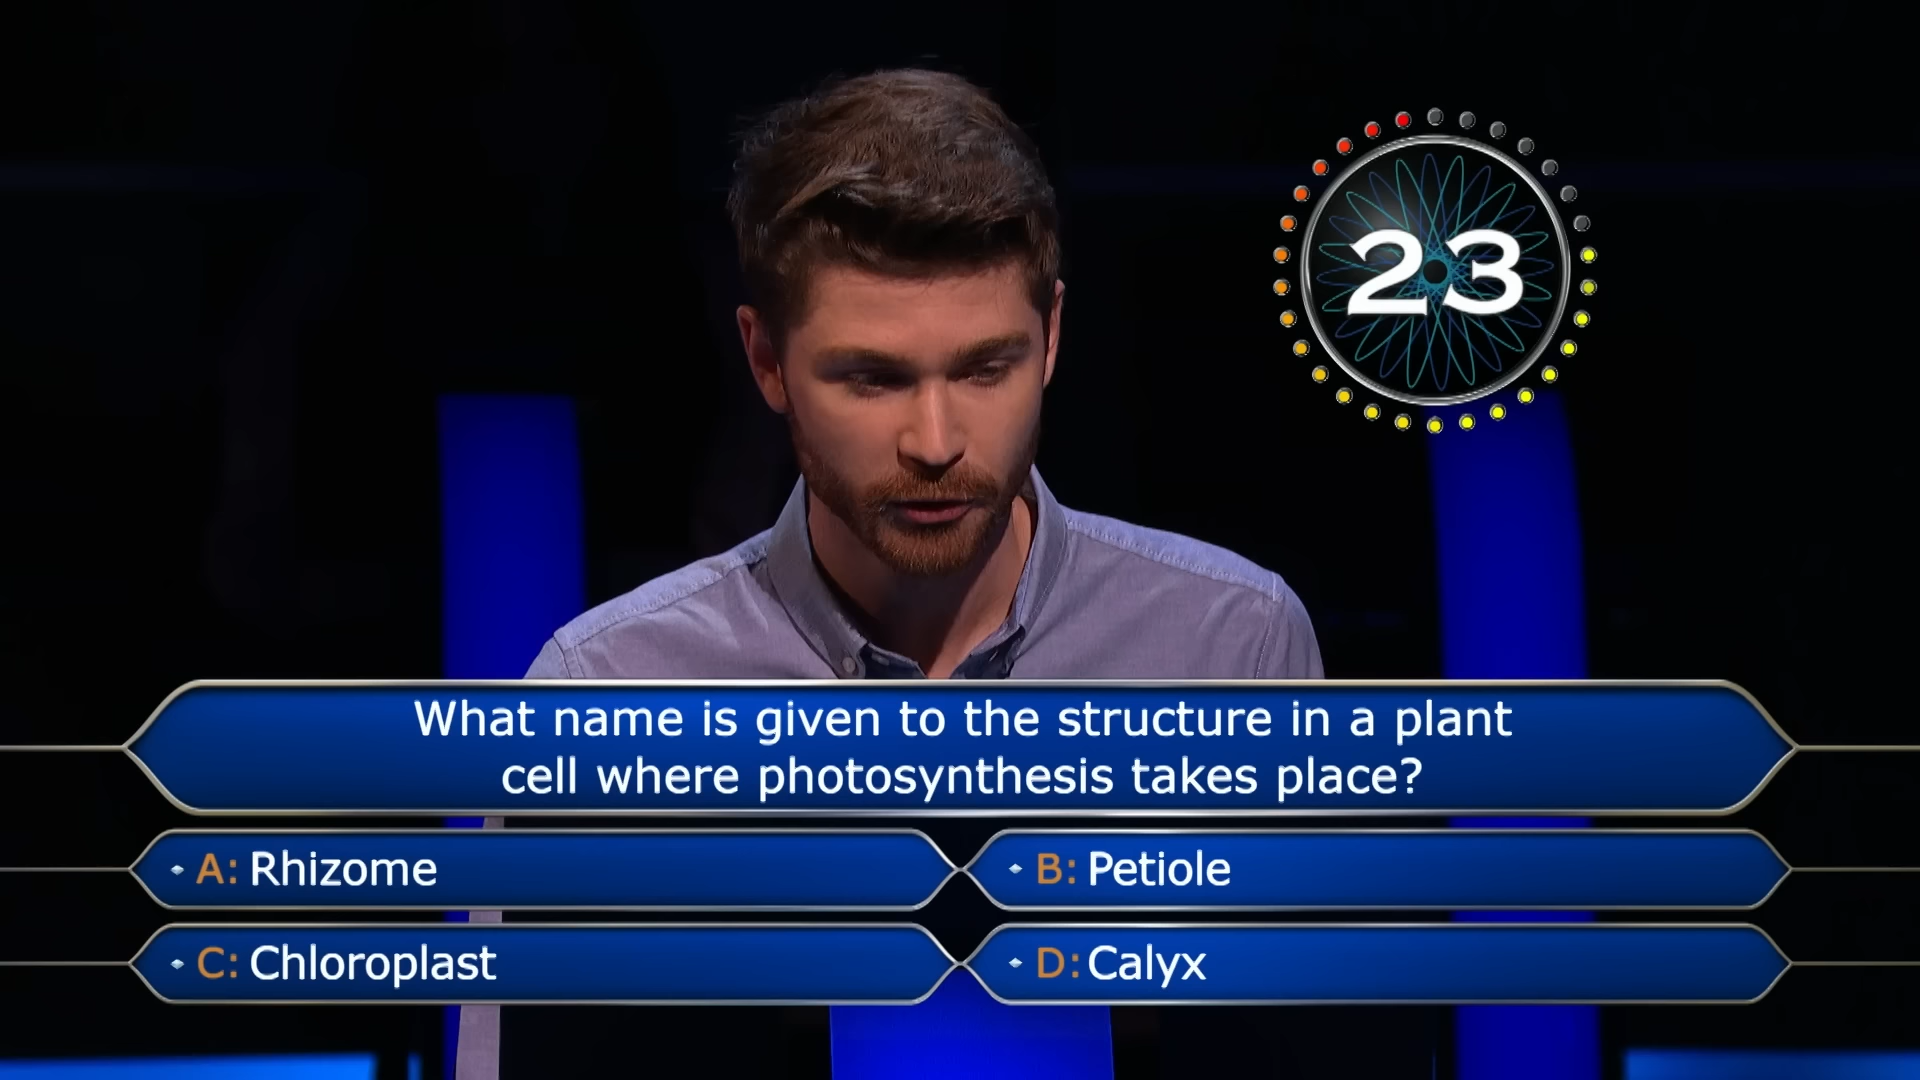 23
What name is given to the structure in a plant
cell where photosynthesis takes place?
A: Rhizome
B: Petiole
C: Chloroplast
D: Calyx